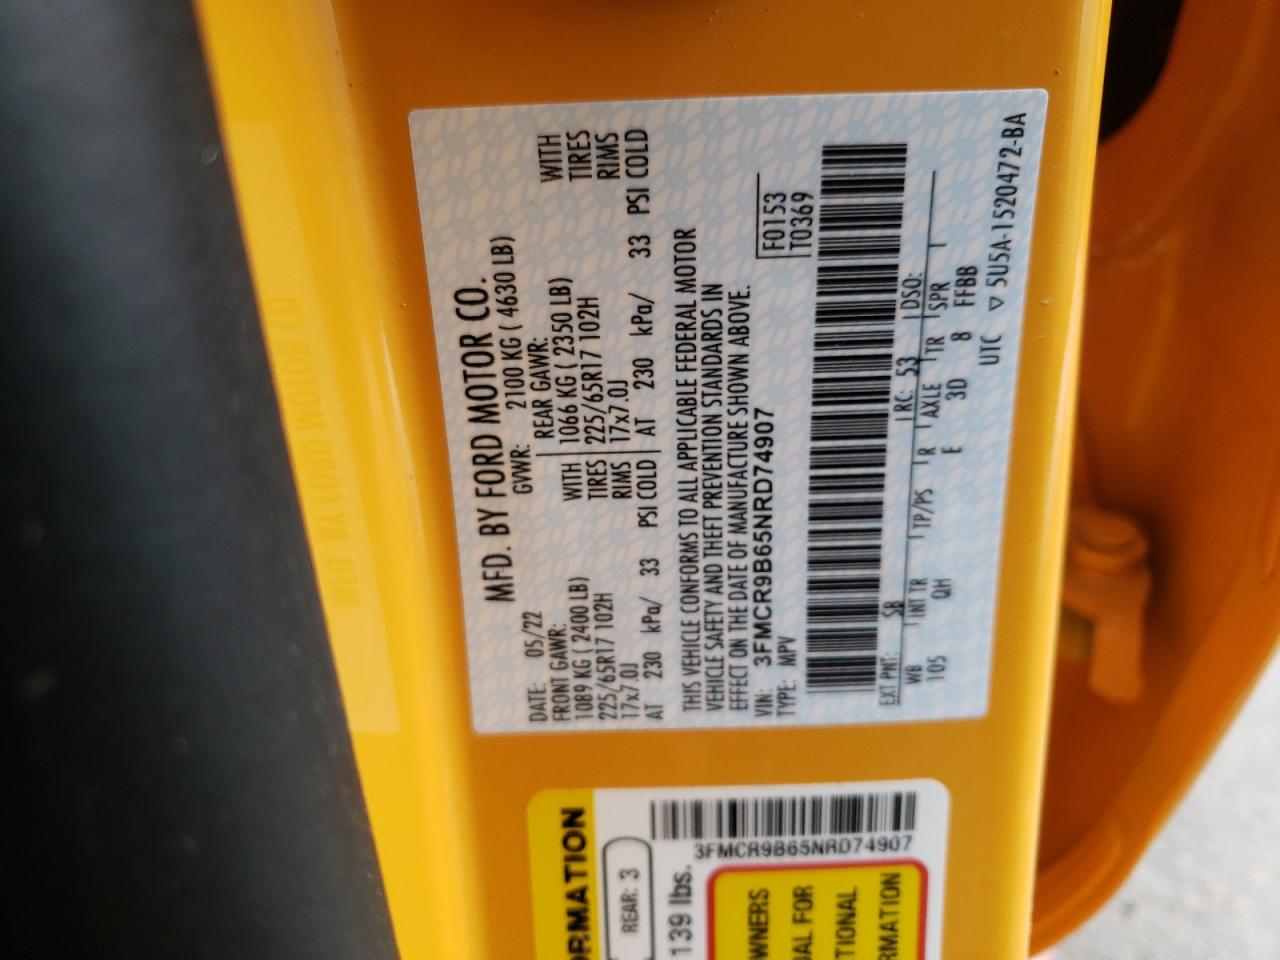 MFD. BY FORD MOTOR CO.
DATE: 05/22 GVWR: 2100 KG ( 4630 LB)
FRONT GAWR: REAR GAWR:
1089 KG ( 2400 LB) WITH 1066 KG ( 2350 LB) WITH
225/65R17 102H TIRES 225/65R17 102H TIRES
17x7.0J RIMS 17x7.0J RIMS
AT 230 kPa/ 33 PSI COLD AT 230 kPa/ 33 PSI COLD
THIS VEHICLE CONFORMS TO ALL APPLICABLE FEDERAL MOTOR
VEHICLE SAFETY AND THEFT PREVENTION STANDARDS IN
EFFECT ON THE DATE OF MANUFACTURE SHOWN ABOVE.
VIN: 3FMCR9B65NRD74907 F0153
TYPE: MPV T0369
EXT PNT: SB RC: 53 DSO:
WB INT TR TP/PS R AXLE TR SPR
105 QH E 3D 8 FFBB
UTC ▽ 5U5A-1520472-BA
ORMATION
REAR: 3
139 lbs.
3FMCR9B65NRD74907
WNERS
UAL FOR
TIONAL
RMATION